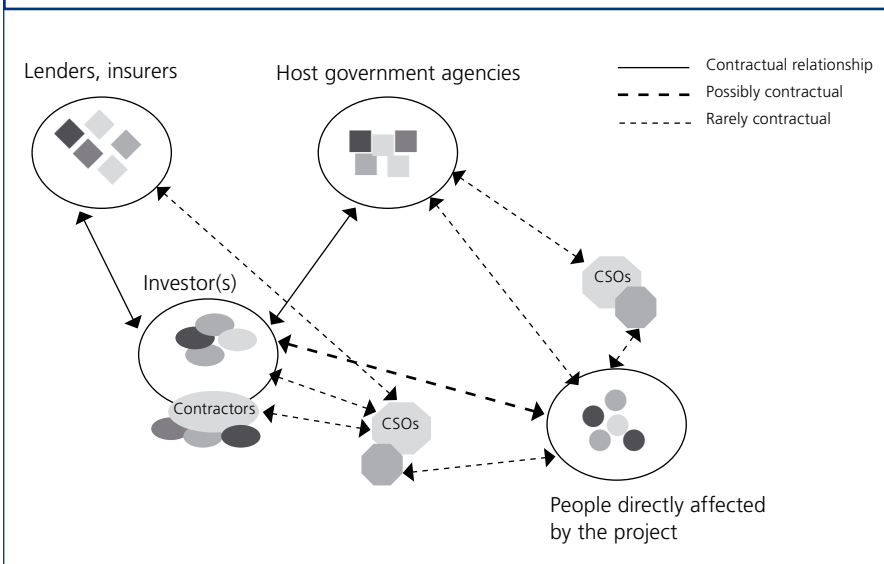 Lenders, insurers
Host government agencies
Contractual relationship
Possibly contractual
Rarely contractual
CSOs
Investor(s)
Contractors
CSOs
People directly affected
by the project